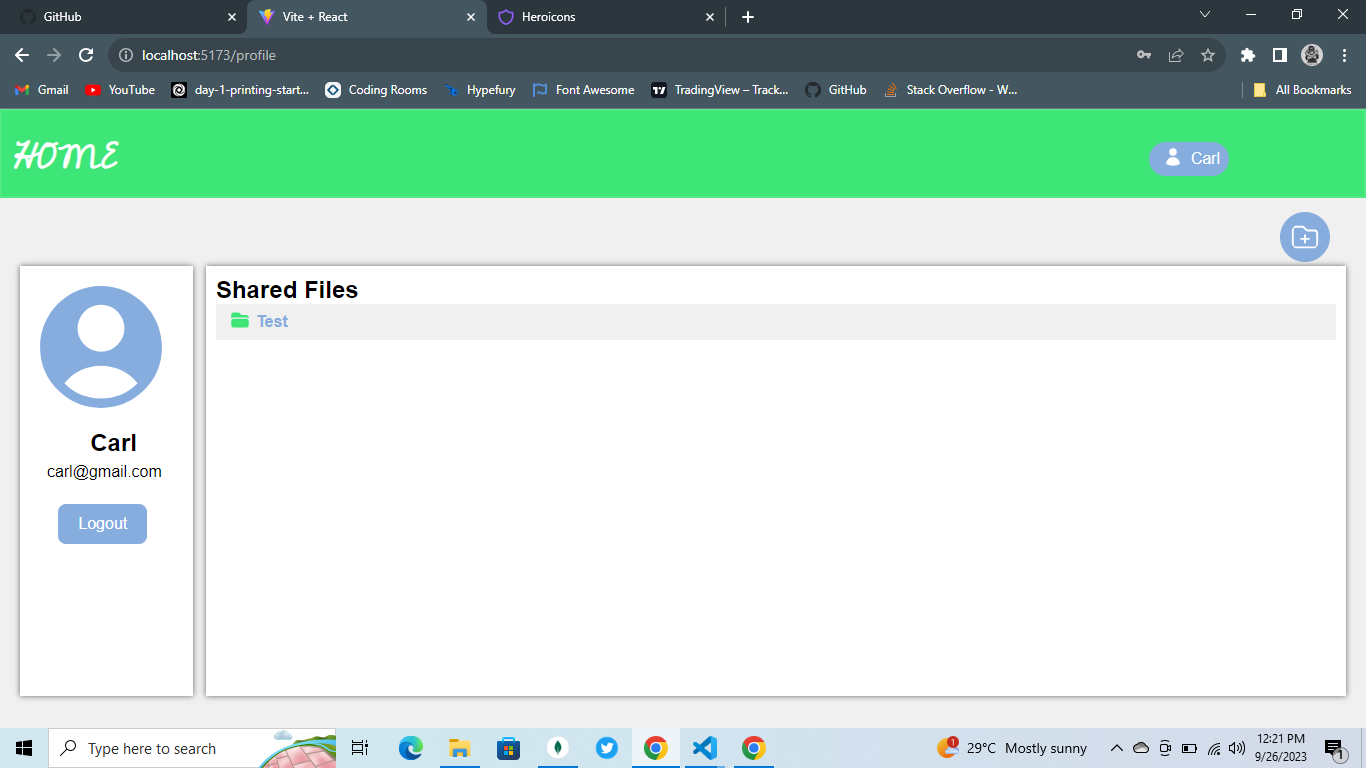 GitHub
Vite + React
Heroicons
localhost:5173/profile
Gmail
YouTube
day-1-printing-start...
Coding Rooms
Hypefury
Font Awesome
TradingView – Track...
GitHub
Stack Overflow - W...
All Bookmarks
HOME
Carl
Shared Files
Test
Carl
carl@gmail.com
Logout
Type here to search
1
29°C Mostly sunny
12:21 PM
9/26/2023
1